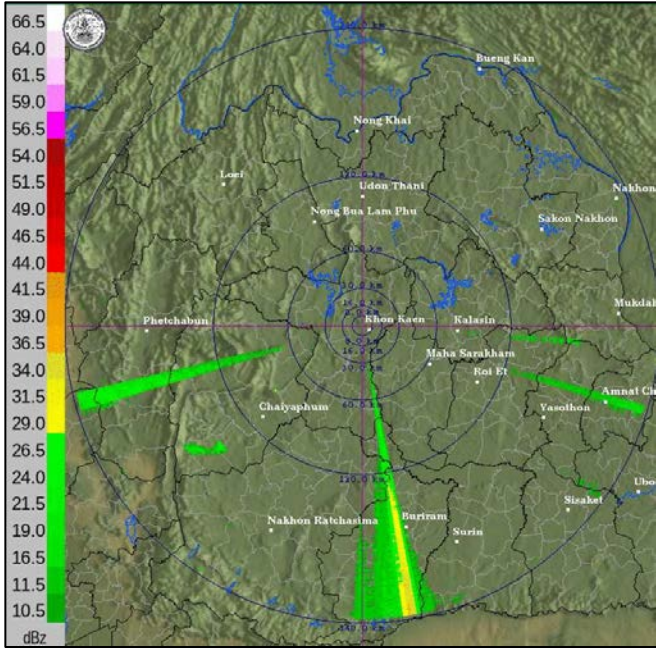 66.5
64.0
61.5
59.0
56.5
54.0
51.5
49.0
46.5
44.0
41.5
39.0
36.5
34.0
31.5
29.0
26.5
24.0
21.5
19.0
16.5
13.5
10.5
dBz
Bueng Kan
Nong Khai
Loei
Udon Thani
Nakhon
Nong Bua Lam Phu
Sakon Nakhon
Mukdah
Phetchabun
Khon Kaen
Kalasin
Maha Sarakham
Roi Et
Amnat Ch
Chaiyaphum
Yasothon
Ubo
Sisaket
Nakhon Ratchasima
Buriram
Surin